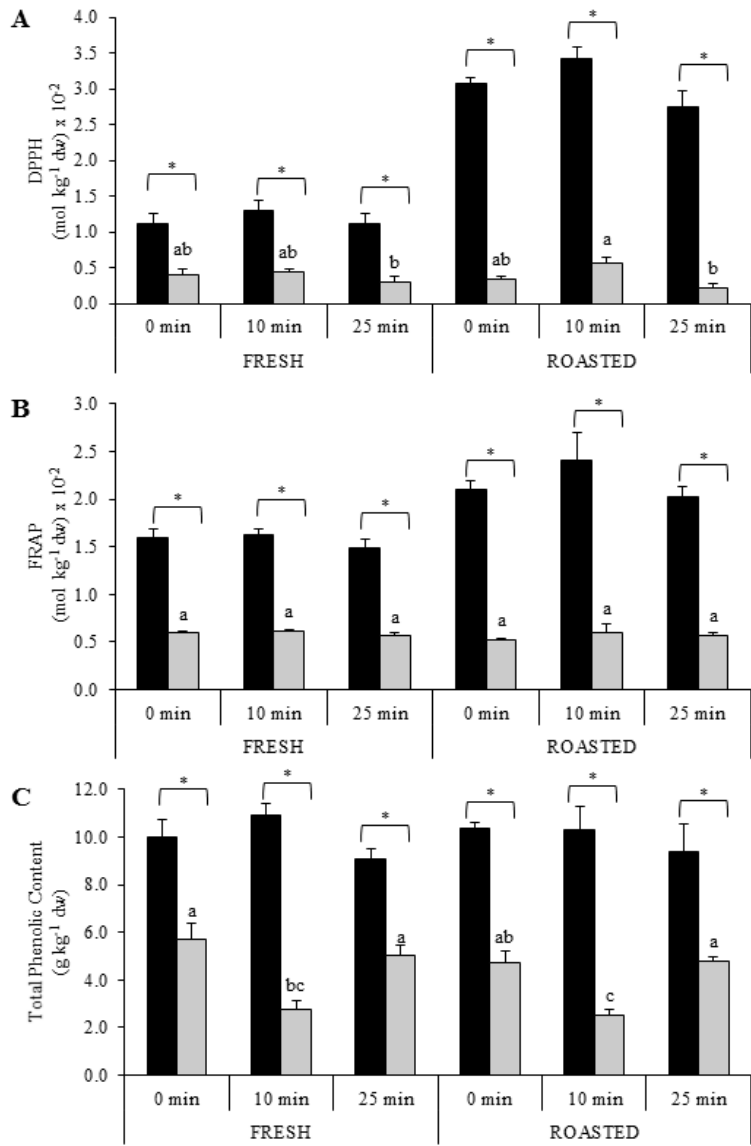 A
DPPH
(mol kg-1 dw) x 10-2
4.0
3.5
3.0
2.5
2.0
1.5
1.0
0.5
0.0
* * * * * *
ab ab b ab a b
0 min 10 min 25 min 0 min 10 min 25 min
FRESH ROASTED
B
FRAP
(mol kg-1 dw) x 10-2
3.0
2.5
2.0
1.5
1.0
0.5
0.0
* * * * * *
a a a a a a
0 min 10 min 25 min 0 min 10 min 25 min
FRESH ROASTED
C
Total Phenolic Content
(g kg-1 dw)
12.0
10.0
8.0
6.0
4.0
2.0
0.0
* * * * * *
a bc a ab c a
0 min 10 min 25 min 0 min 10 min 25 min
FRESH ROASTED